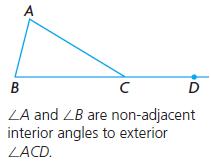 A
B
C
D
∠A and ∠B are non-adjacent
interior angles to exterior
∠ACD.